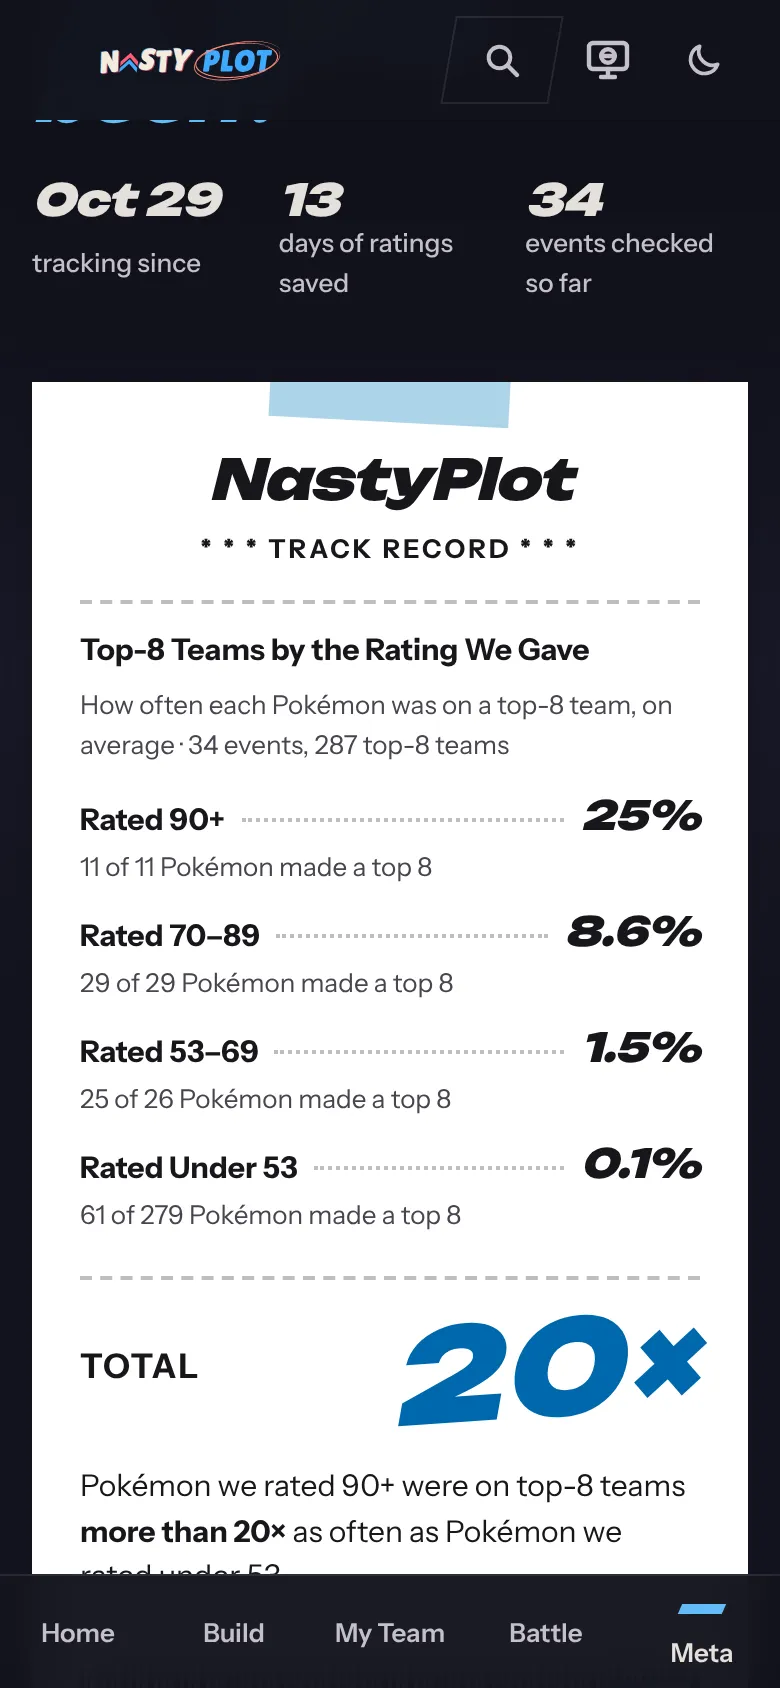 NASTY PLOT
Oct 29
tracking since
13
days of ratings
saved
34
events checked
so far
NastyPlot
* * * TRACK RECORD * * *
Top-8 Teams by the Rating We Gave
How often each Pokémon was on a top-8 team, on
average · 34 events, 287 top-8 teams
Rated 90+ 25%
11 of 11 Pokémon made a top 8
Rated 70–89 8.6%
29 of 29 Pokémon made a top 8
Rated 53–69 1.5%
25 of 26 Pokémon made a top 8
Rated Under 53 0.1%
61 of 279 Pokémon made a top 8
TOTAL 20×
Pokémon we rated 90+ were on top-8 teams
more than 20× as often as Pokémon we
rated under 53
Home Build My Team Battle Meta